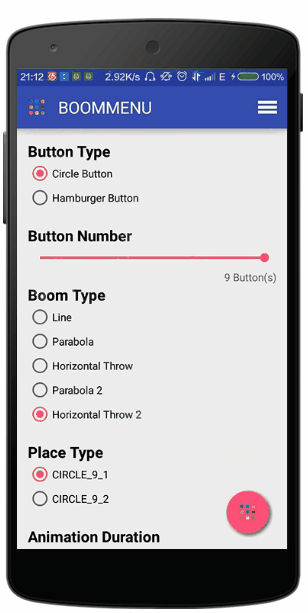 21:12 2.92K/s E 100%
BOOMMENU
Button Type
Circle Button
Hamburger Button
Button Number
9 Button(s)
Boom Type
Line
Parabola
Horizontal Throw
Parabola 2
Horizontal Throw 2
Place Type
CIRCLE_9_1
CIRCLE_9_2
Animation Duration